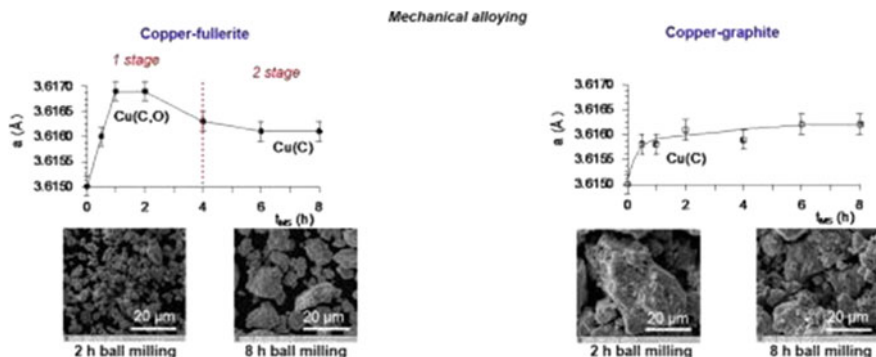 Mechanical alloying
Copper-fullerite
1 stage
2 stage
3.6170
3.6165
3.6160
3.6155
3.6150
a (Å)
Cu(C,O)
Cu(C)
0 2 4 6 8
t (h)
20 µm
20 µm
2 h ball milling
8 h ball milling
Copper-graphite
3.6170
3.6165
3.6160
3.6155
3.6150
a (Å)
Cu(C)
0 2 4 6 8
t (h)
20 µm
20 µm
2 h ball milling
8h ball milling